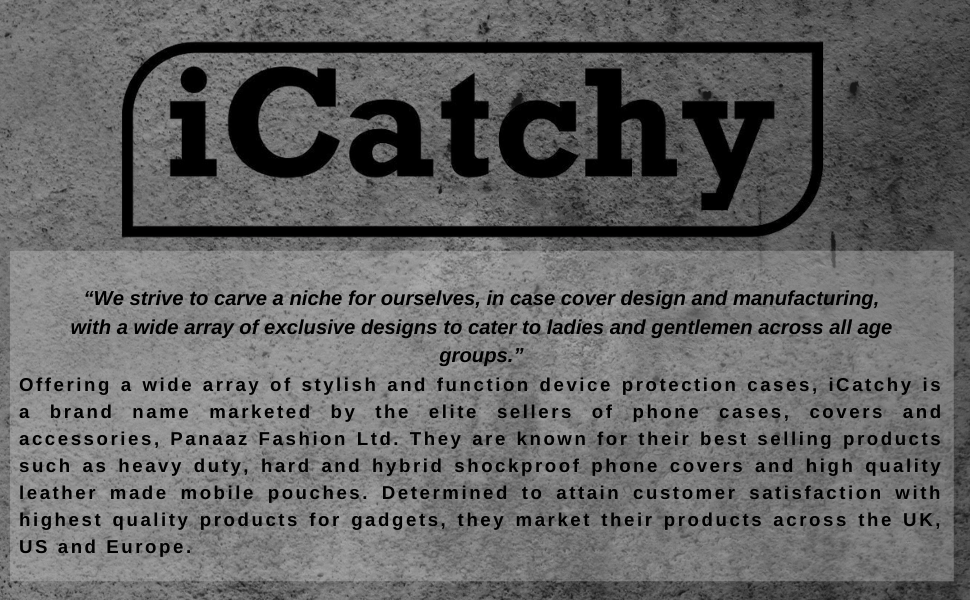 iCatchy
“We strive to carve a niche for ourselves, in case cover design and manufacturing,
with a wide array of exclusive designs to cater to ladies and gentlemen across all age
groups.”
Offering a wide array of stylish and function device protection cases, iCatchy is
a brand name marketed by the elite sellers of phone cases, covers and
accessories, Panaaz Fashion Ltd. They are known for their best selling products
such as heavy duty, hard and hybrid shockproof phone covers and high quality
leather made mobile pouches. Determined to attain customer satisfaction with
highest quality products for gadgets, they market their products across the UK,
US and Europe.